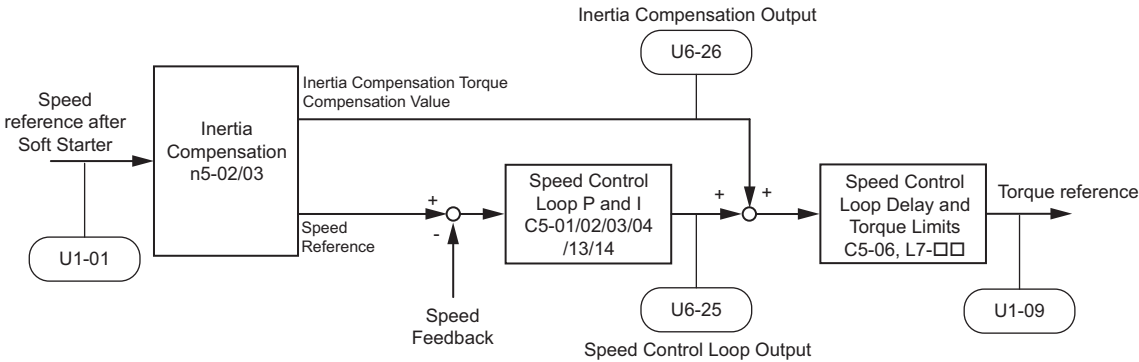 Inertia Compensation Output
U6-26
Inertia Compensation Torque
Compensation Value
Speed
reference after
Soft Starter
Inertia
Compensation
n5-02/03
Speed Control
Loop P and I
C5-01/02/03/04
/13/14
Speed Control
Loop Delay and
Torque Limits
C5-06, L7-□□
Torque reference
+
-
+
+
Speed
Reference
U1-01
Speed
Feedback
U6-25
U1-09
Speed Control Loop Output